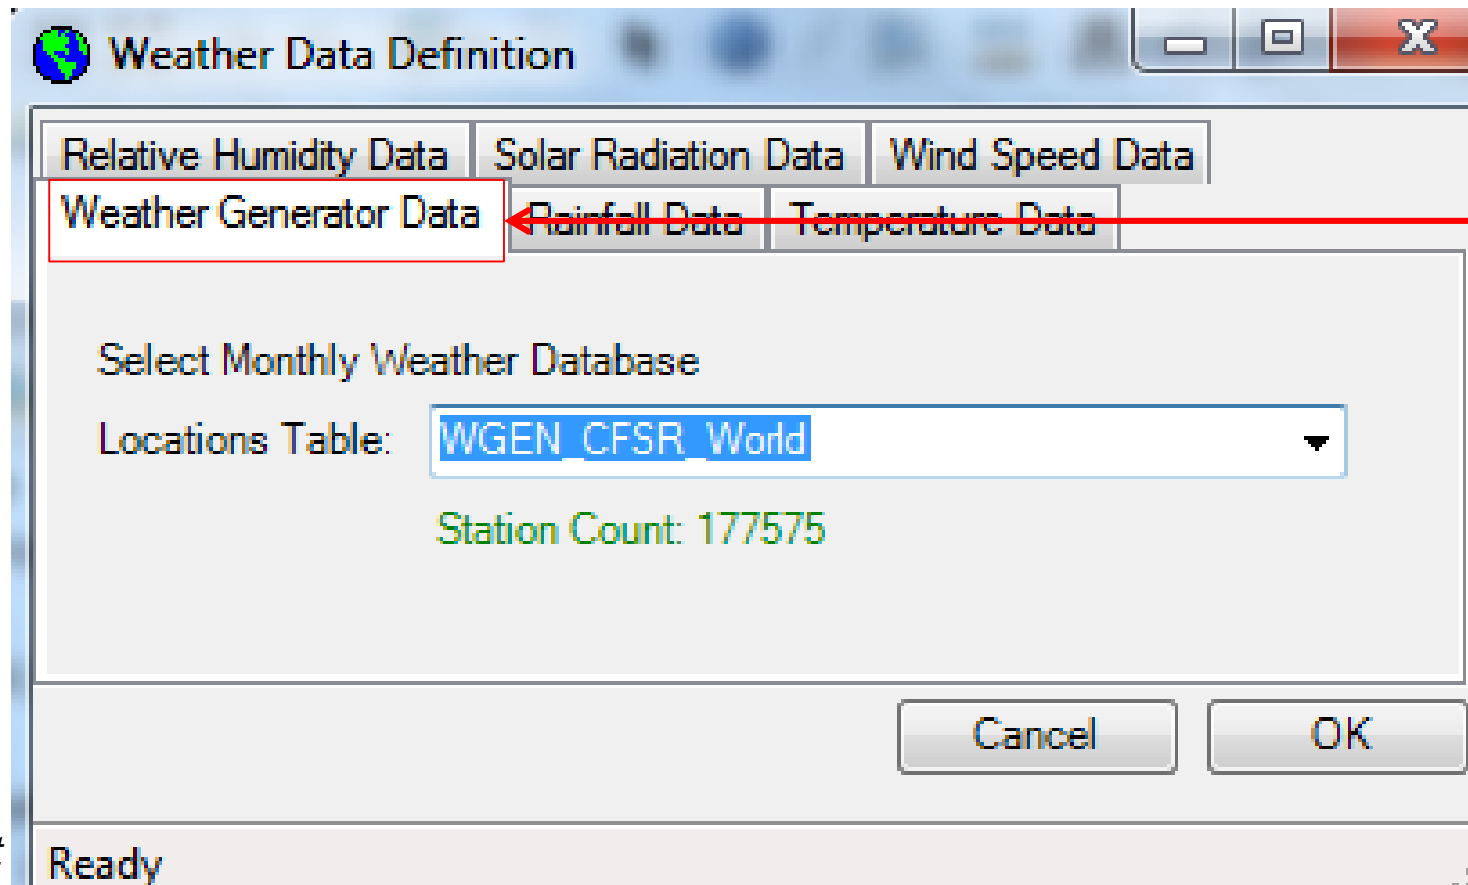 Weather Data Definition
Relative Humidity Data Solar Radiation Data Wind Speed Data
Weather Generator Data Rainfall Data Temperature Data
Select Monthly Weather Database
Locations Table: WGEN_CFSR_World
Station Count: 177575
Cancel OK
Ready